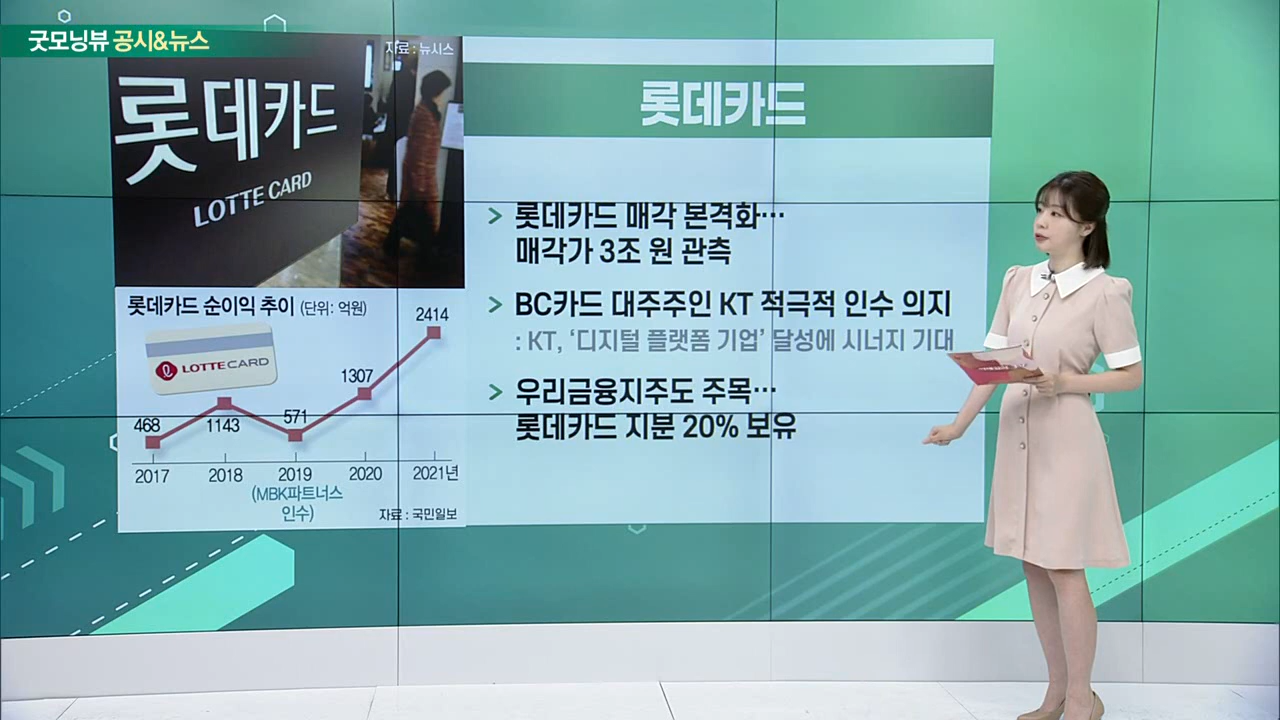 굿모닝뷰 공시&뉴스
자료 : 뉴시스
롯데카드
LOTTE CARD
롯데카드 순이익 추이 (단위: 억원)
LOTTECARD
468
1143
571
1307
2414
2017
2018
2019
2020
2021년
(MBK파트너스
인수)
자료 : 국민일보
롯데카드
> 롯데카드 매각 본격화…
매각가 3조 원 관측
> BC카드 대주주인 KT 적극적 인수 의지
: KT, ‘디지털 플랫폼 기업’ 달성에 시너지 기대
> 우리금융지주도 주목…
롯데카드 지분 20% 보유